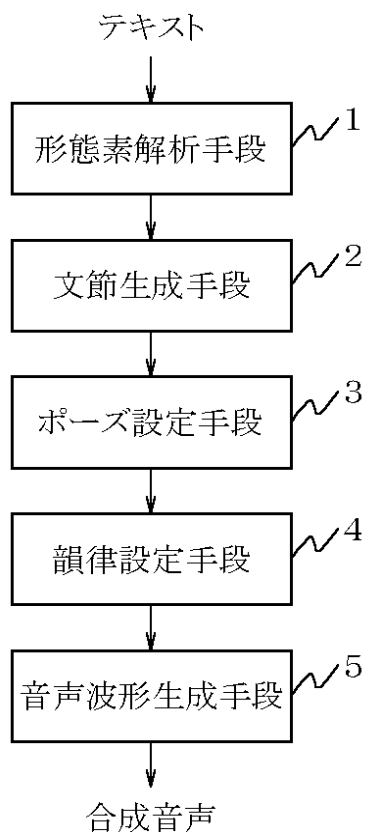 テキスト
形態素解析手段
1
文節生成手段
2
ポーズ設定手段
3
韻律設定手段
4
音声波形生成手段
5
合成音声